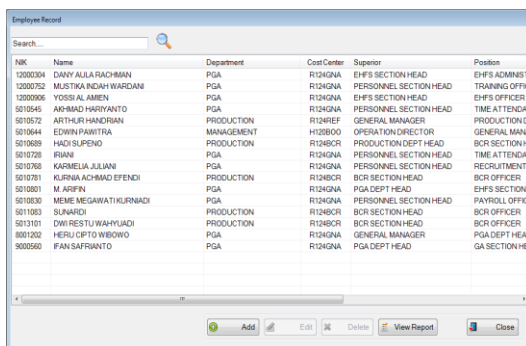 Employee Record
Search....
NIK Name Department Cost Center Superior Position
12000304 DANY AULA RACHMAN PGA R124GNA EHFS SECTION HEAD EHFS ADMINIST
12000752 MUSTIKA INDAH WARDANI PGA R124GNA PERSONNEL SECTION HEAD TRAINING OFFIC
12000906 YOSSI AL AMIEN PGA R124GNA EHFS SECTION HEAD EHFS OFFICER
5010545 AKHMAD HARIYANTO PGA R124GNA PERSONNEL SECTION HEAD TIME ATTENDA
5010572 ARTHUR HANDRIAN PRODUCTION R124REF GENERAL MANAGER PRODUCTION D
5010644 EDWIN PAWITRA MANAGEMENT H120BOO OPERATION DIRECTOR GENERAL MAN
5010689 HADI SUPENO PRODUCTION R124BCR PRODUCTION DEPT HEAD BCR SECTION H
5010728 IRIANI PGA R124GNA PERSONNEL SECTION HEAD TIME ATTENDA
5010768 KARMELIA JULIANI PGA R124GNA PERSONNEL SECTION HEAD RECRUITMENT
5010781 KURNIA ACHMAD EFENDI PRODUCTION R124BCR BCR SECTION HEAD BCR OFFICER
5010801 M. ARIFIN PGA R124GNA PGA DEPT HEAD EHFS SECTION
5010830 MEME MEGAWATI KURNIADI PGA R124GNA PERSONNEL SECTION HEAD PAYROLL OFFIC
5011083 SUNARDI PRODUCTION R124BCR BCR SECTION HEAD BCR OFFICER
5013101 DWI RESTU WAHYUADI PRODUCTION R124BCR BCR SECTION HEAD BCR OFFICER
8001202 HERU CIPTO WIBOWO PGA R124GNA GENERAL MANAGER PGA DEPT HEA
9000560 IFAN SAFRIANTO PGA R124GNA PGA DEPT HEAD GA SECTION HE
Add Edit Delete View Report Close